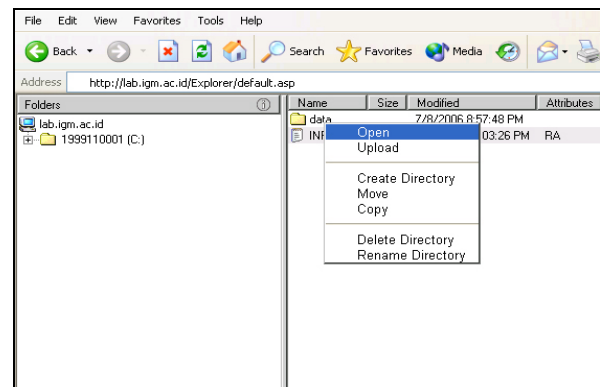 File Edit View Favorites Tools Help
Back Search Favorites Media
Address http://lab.igm.ac.id/Explorer/default.asp
Folders Name Size Modified Attributes
lab.igm.ac.id data 7/8/2006 8:57:48 PM
1999110001 (C:) 03:26 PM RA
Open
Upload
Create Directory
Move
Copy
Delete Directory
Rename Directory